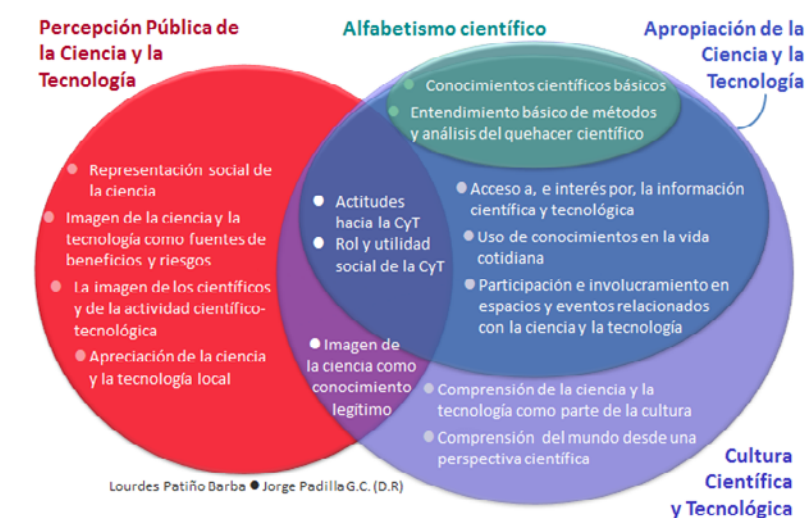 Percepción Pública de
la Ciencia y la
Tecnología
Alfabetismo científico
Apropiación de la
Ciencia y la
Tecnología
● Conocimientos científicos básicos
● Entendimiento básico de métodos
y análisis del quehacer científico
● Representación social de
la ciencia
● Imagen de la ciencia y la
tecnología como fuentes de
beneficios y riesgos
● La imagen de los científicos
y de la actividad científico-
tecnológica
● Apreciación de la ciencia
y la tecnología local
● Actitudes
hacia la CyT
● Rol y utilidad
social de la CyT
● Imagen de
la ciencia como
conocimiento
legítimo
● Acceso a, e interés por, la información
científica y tecnológica
● Uso de conocimientos en la vida
cotidiana
● Participación e involucramiento en
espacios y eventos relacionados
con la ciencia y la tecnología
● Comprensión de la ciencia y la
tecnología como parte de la cultura
● Comprensión del mundo desde una
perspectiva científica
Cultura
Científica
y Tecnológica
Lourdes Patiño Barba ● Jorge Padilla G.C. (D.R)